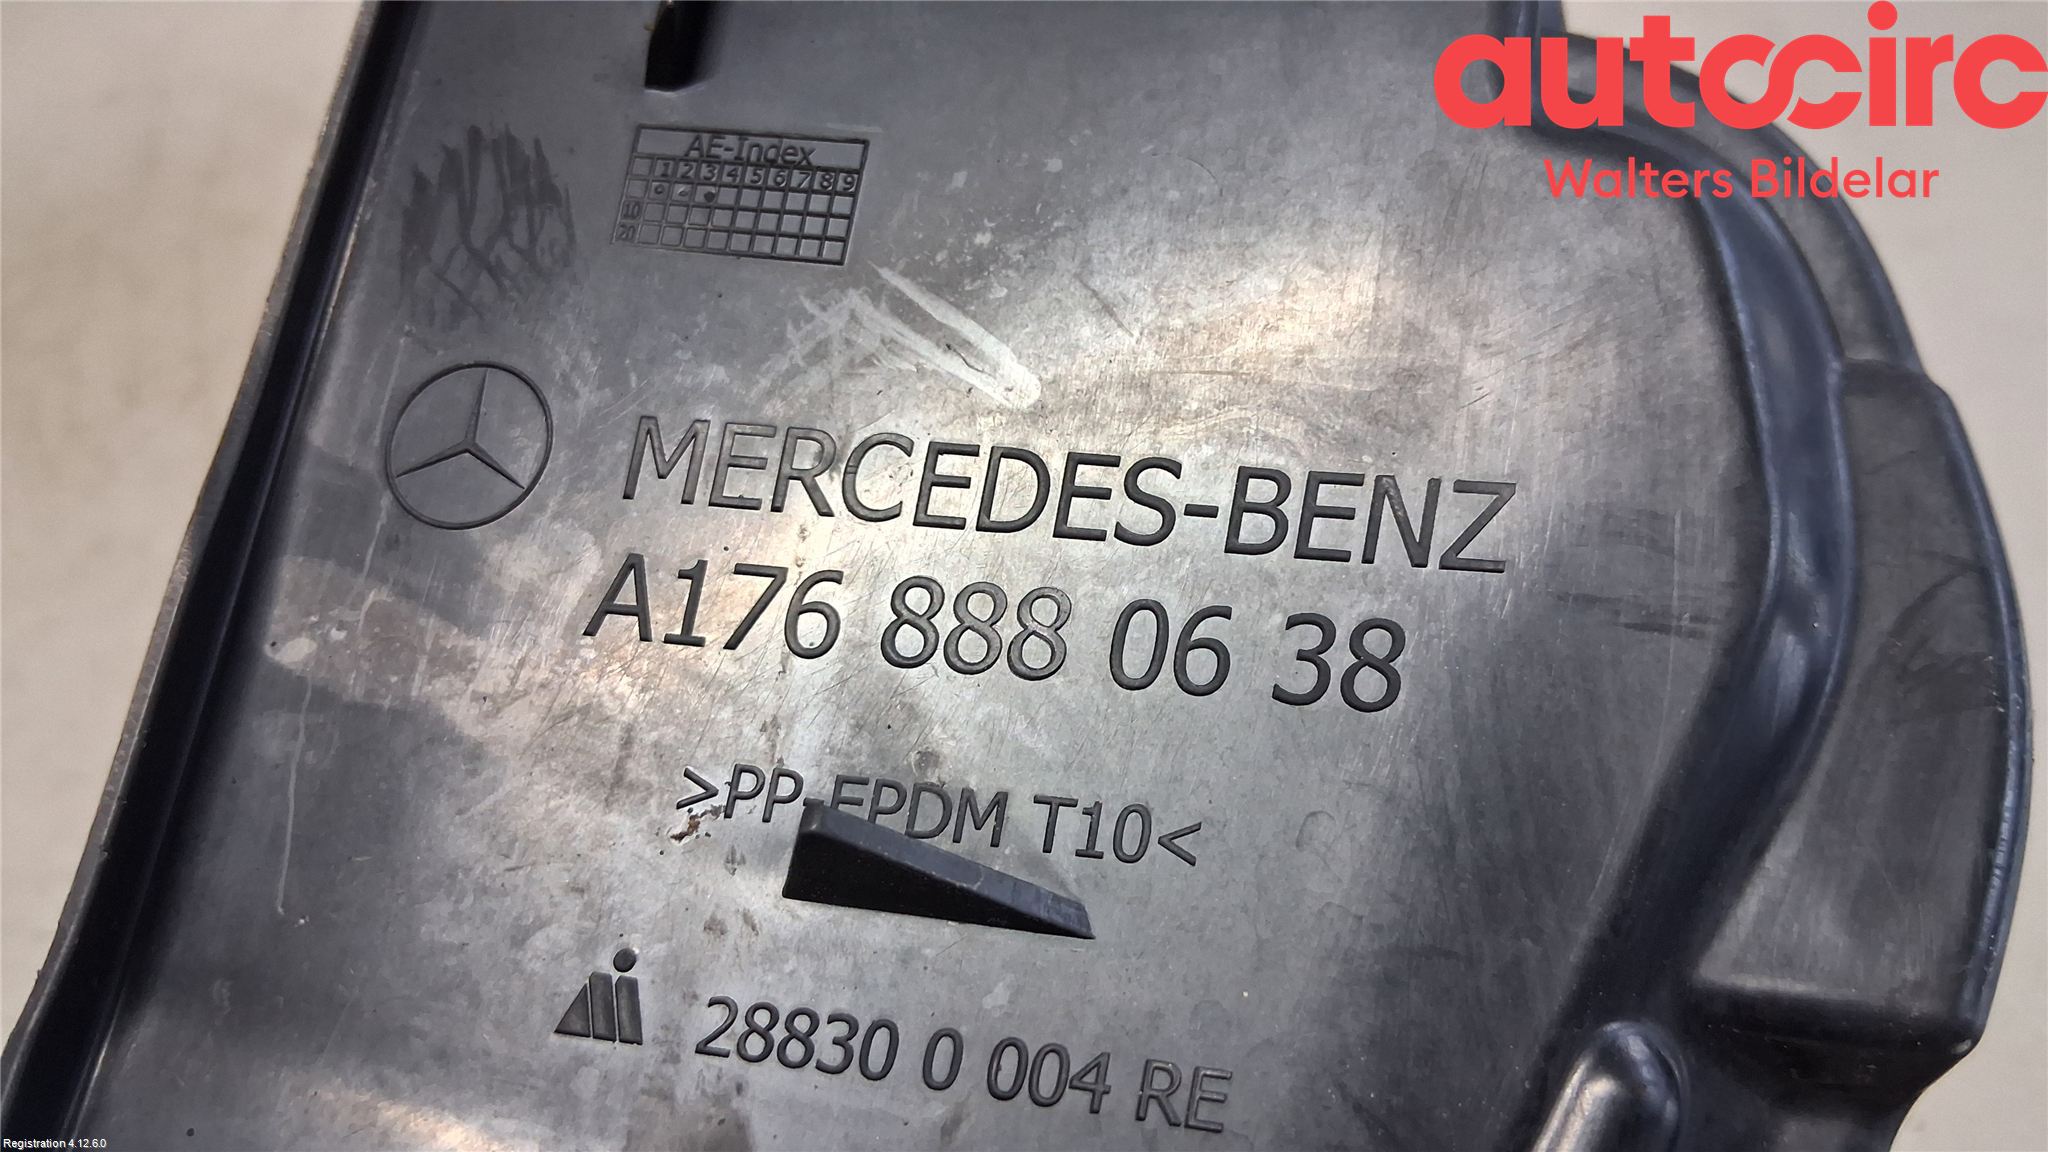 autocirc
Walters Bildelar
AE-Index
1 2 3 4 5 6 7 8 9
10
20
MERCEDES-BENZ
A176 888 06 38
>PP-EPDM T10<
28830 0 004 RE
Registration 4.12.6.0